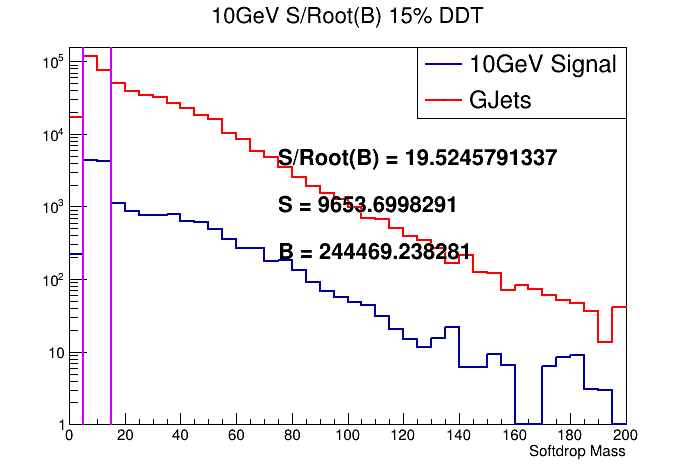 10GeV S/Root(B) 15% DDT
10GeV Signal
GJets
S/Root(B) = 19.5245791337
S = 9653.6998291
B = 244469.238281
10^5
10^4
10^3
10^2
10
1
0 20 40 60 80 100 120 140 160 180 200
Softdrop Mass